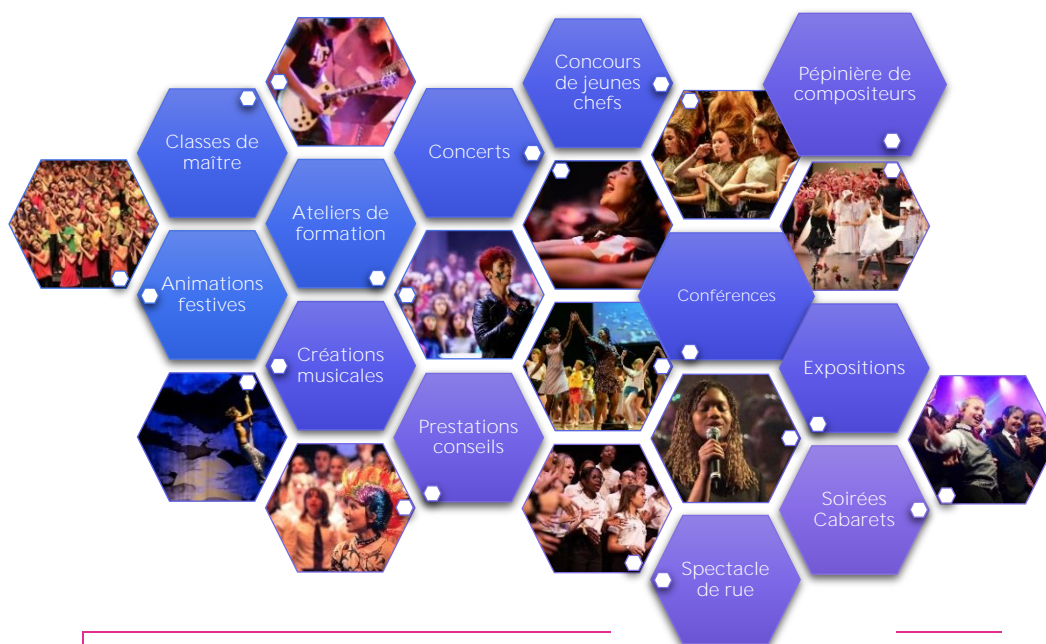 Concours
de jeunes
chefs
Pépinière de
compositeurs
Classes de
maître
Concerts
Ateliers de
formation
Animations
festives
Conférences
Créations
musicales
Expositions
Prestations
conseils
Soirées
Cabarets
Spectacle
de rue